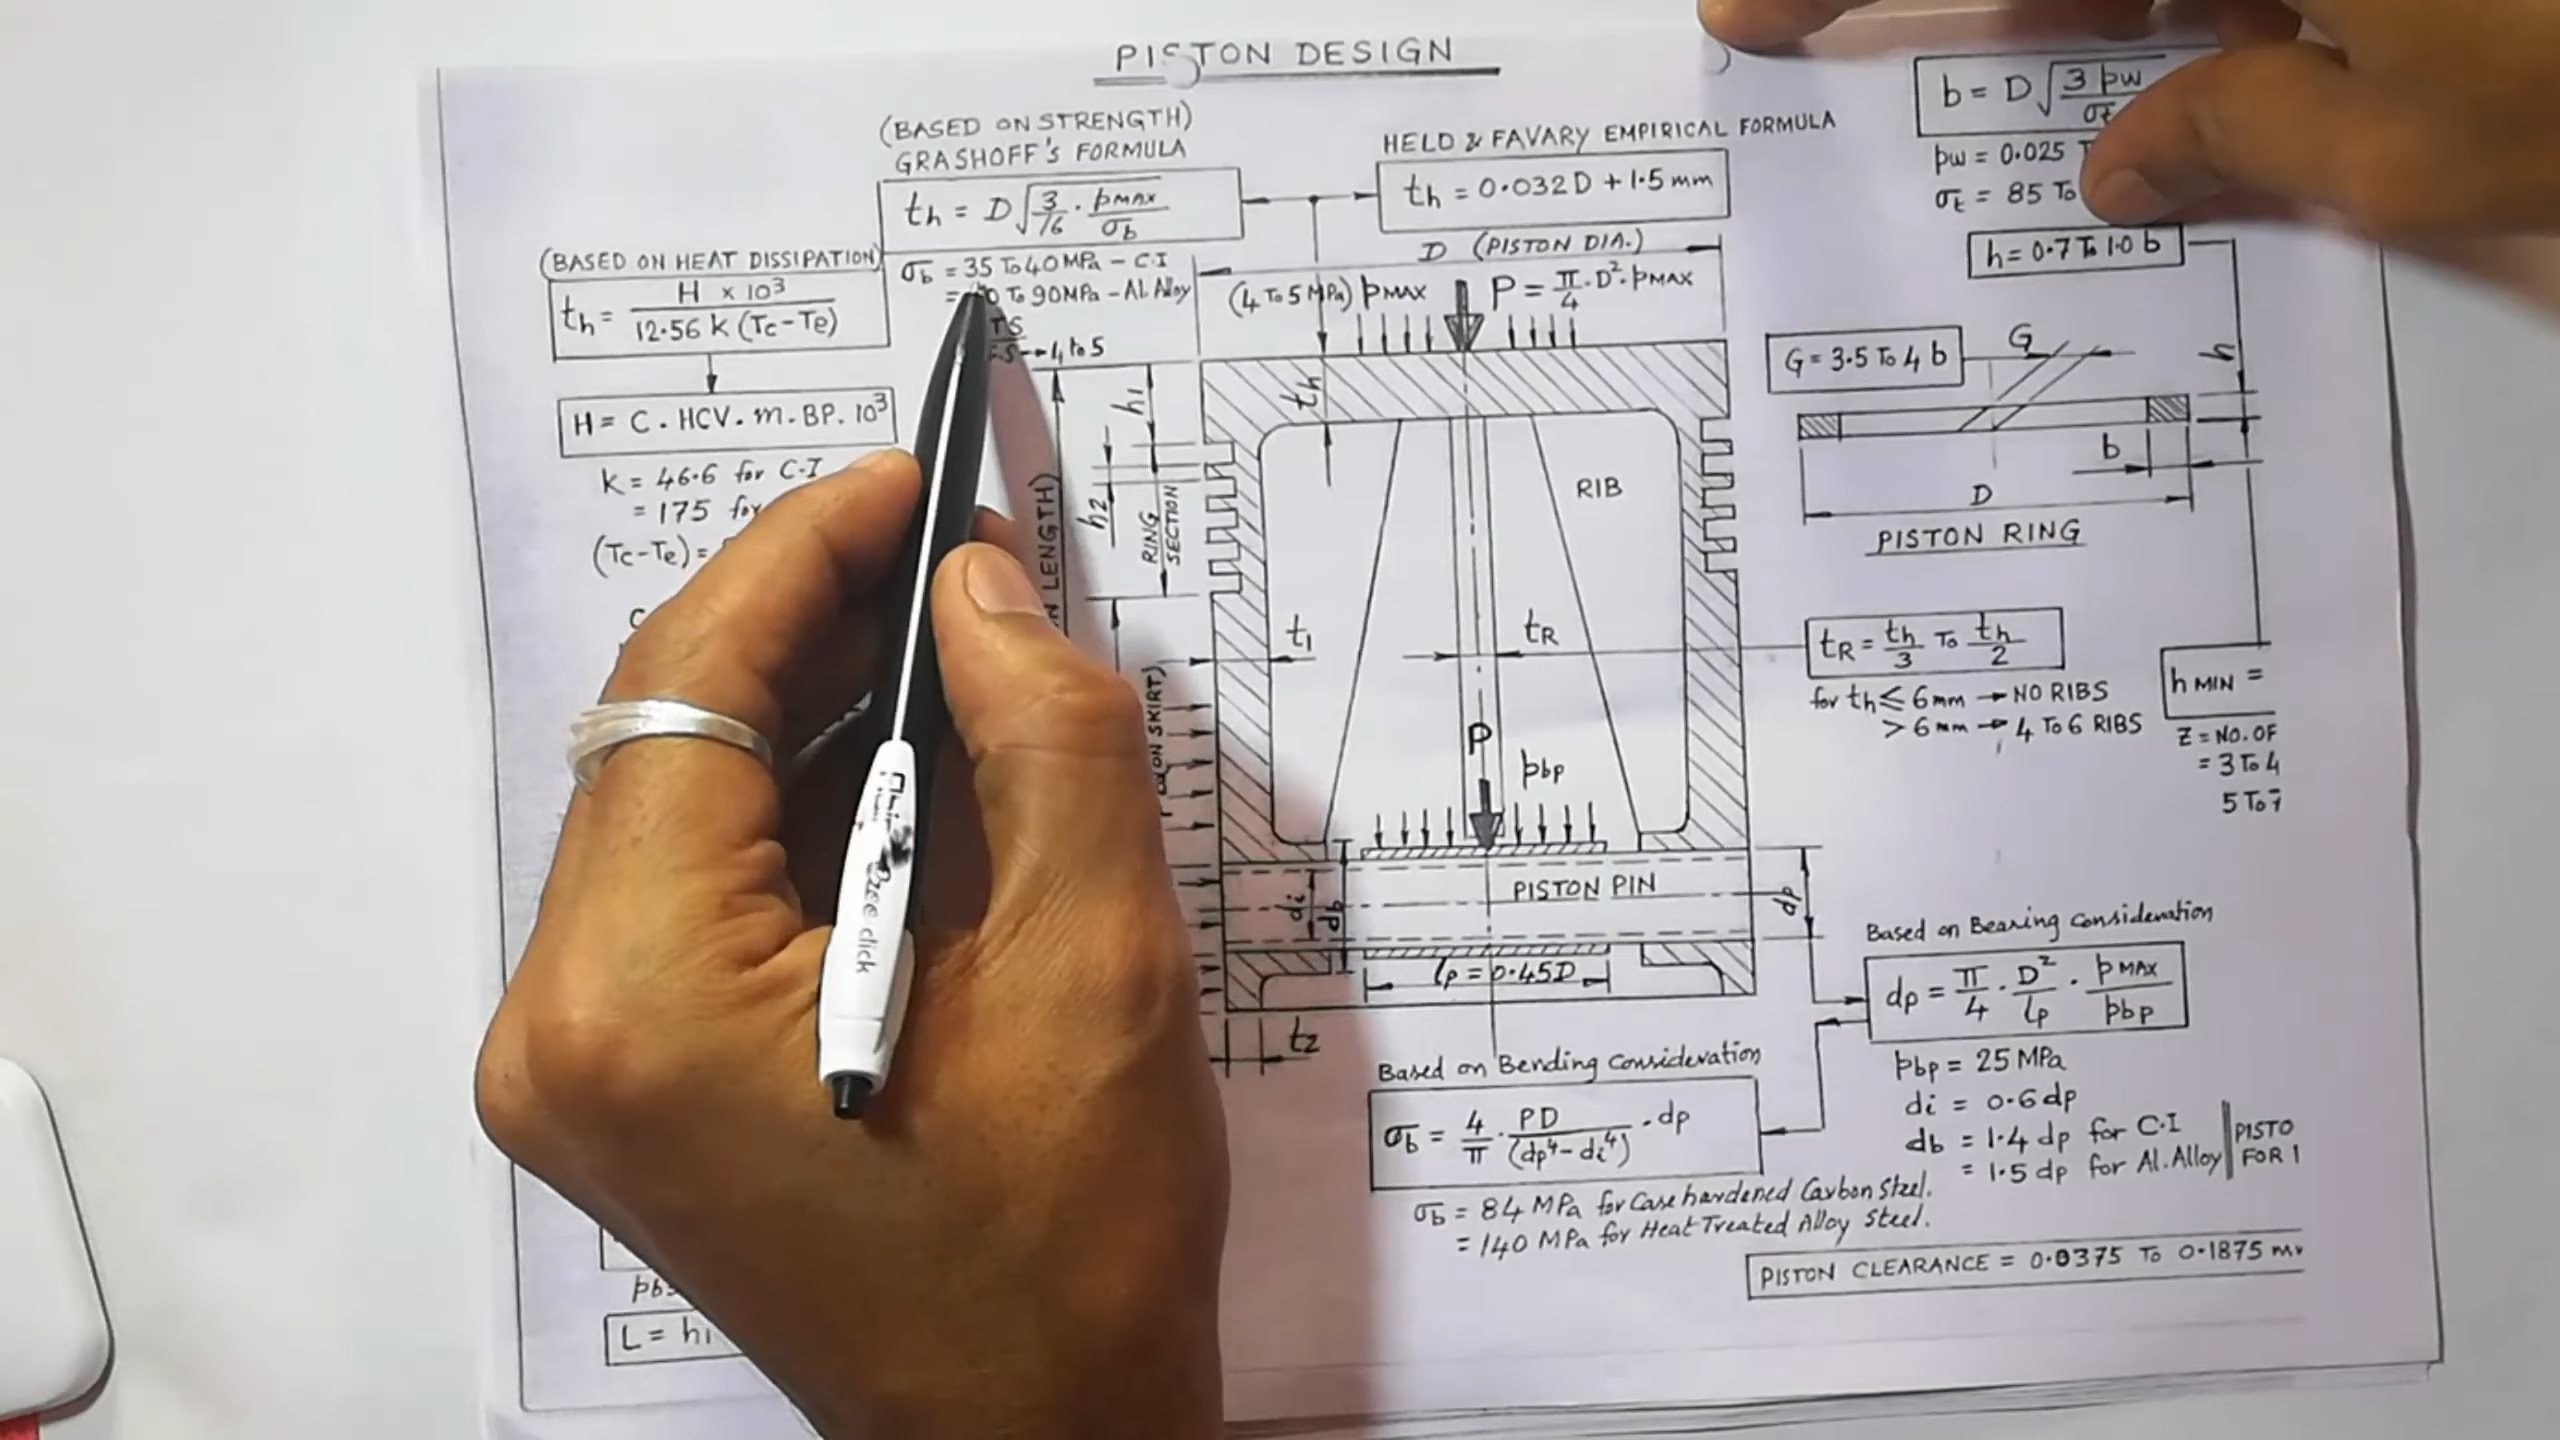 PISTON DESIGN
(BASED ON STRENGTH)
GRASHOFF'S FORMULA
th = D√(3/16 · pmax/σb)
σb = 35 To 40 MPa - C.I
To 90 MPa - Al. Alloy
4 to 5
(BASED ON HEAT DISSIPATION)
th = H × 10³ / 12.56 k (Tc - Te)
H = C . HCV . m . BP . 10³
k = 46.6 for C.I
= 175 for
(Tc - Te) =
L = h1
HELD & FAVARY EMPIRICAL FORMULA
th = 0.032D + 1.5mm
D (PISTON DIA.)
(4 To 5 MPa) pMAX
P = π/4 . D² . pMAX
th
h1
h2
RING SECTION
LENGTH)
SKIRT)
RIB
t1
tR
P
pbp
PISTON PIN
di
db
dp
lp = 0.45D
t2
b = D√(3 pw / σt
pw = 0.025
σt = 85 To
h = 0.7 To 1.0 b
G = 3.5 To 4 b
G
h
b
D
PISTON RING
tR = th/3 To th/2
for th ≤ 6mm → NO RIBS
> 6mm → 4 TO 6 RIBS
h MIN =
Z = NO. OF
= 3 To 4
5 To 7
Based on Bearing Consideration
dp = π/4 . D²/lp . pMAX/pbp
pbp = 25 MPa
di = 0.6 dp
db = 1.4 dp for C.I
= 1.5 dp for Al. Alloy
PISTO
FOR 1
Based on Bending Consideration
σb = 4/π . PD/(dp⁴ - di⁴) . dp
σb = 84 MPa for Case hardened Carbon Steel.
= 140 MPa for Heat Treated Alloy Steel.
PISTON CLEARANCE = 0.0375 TO 0.1875 m
click